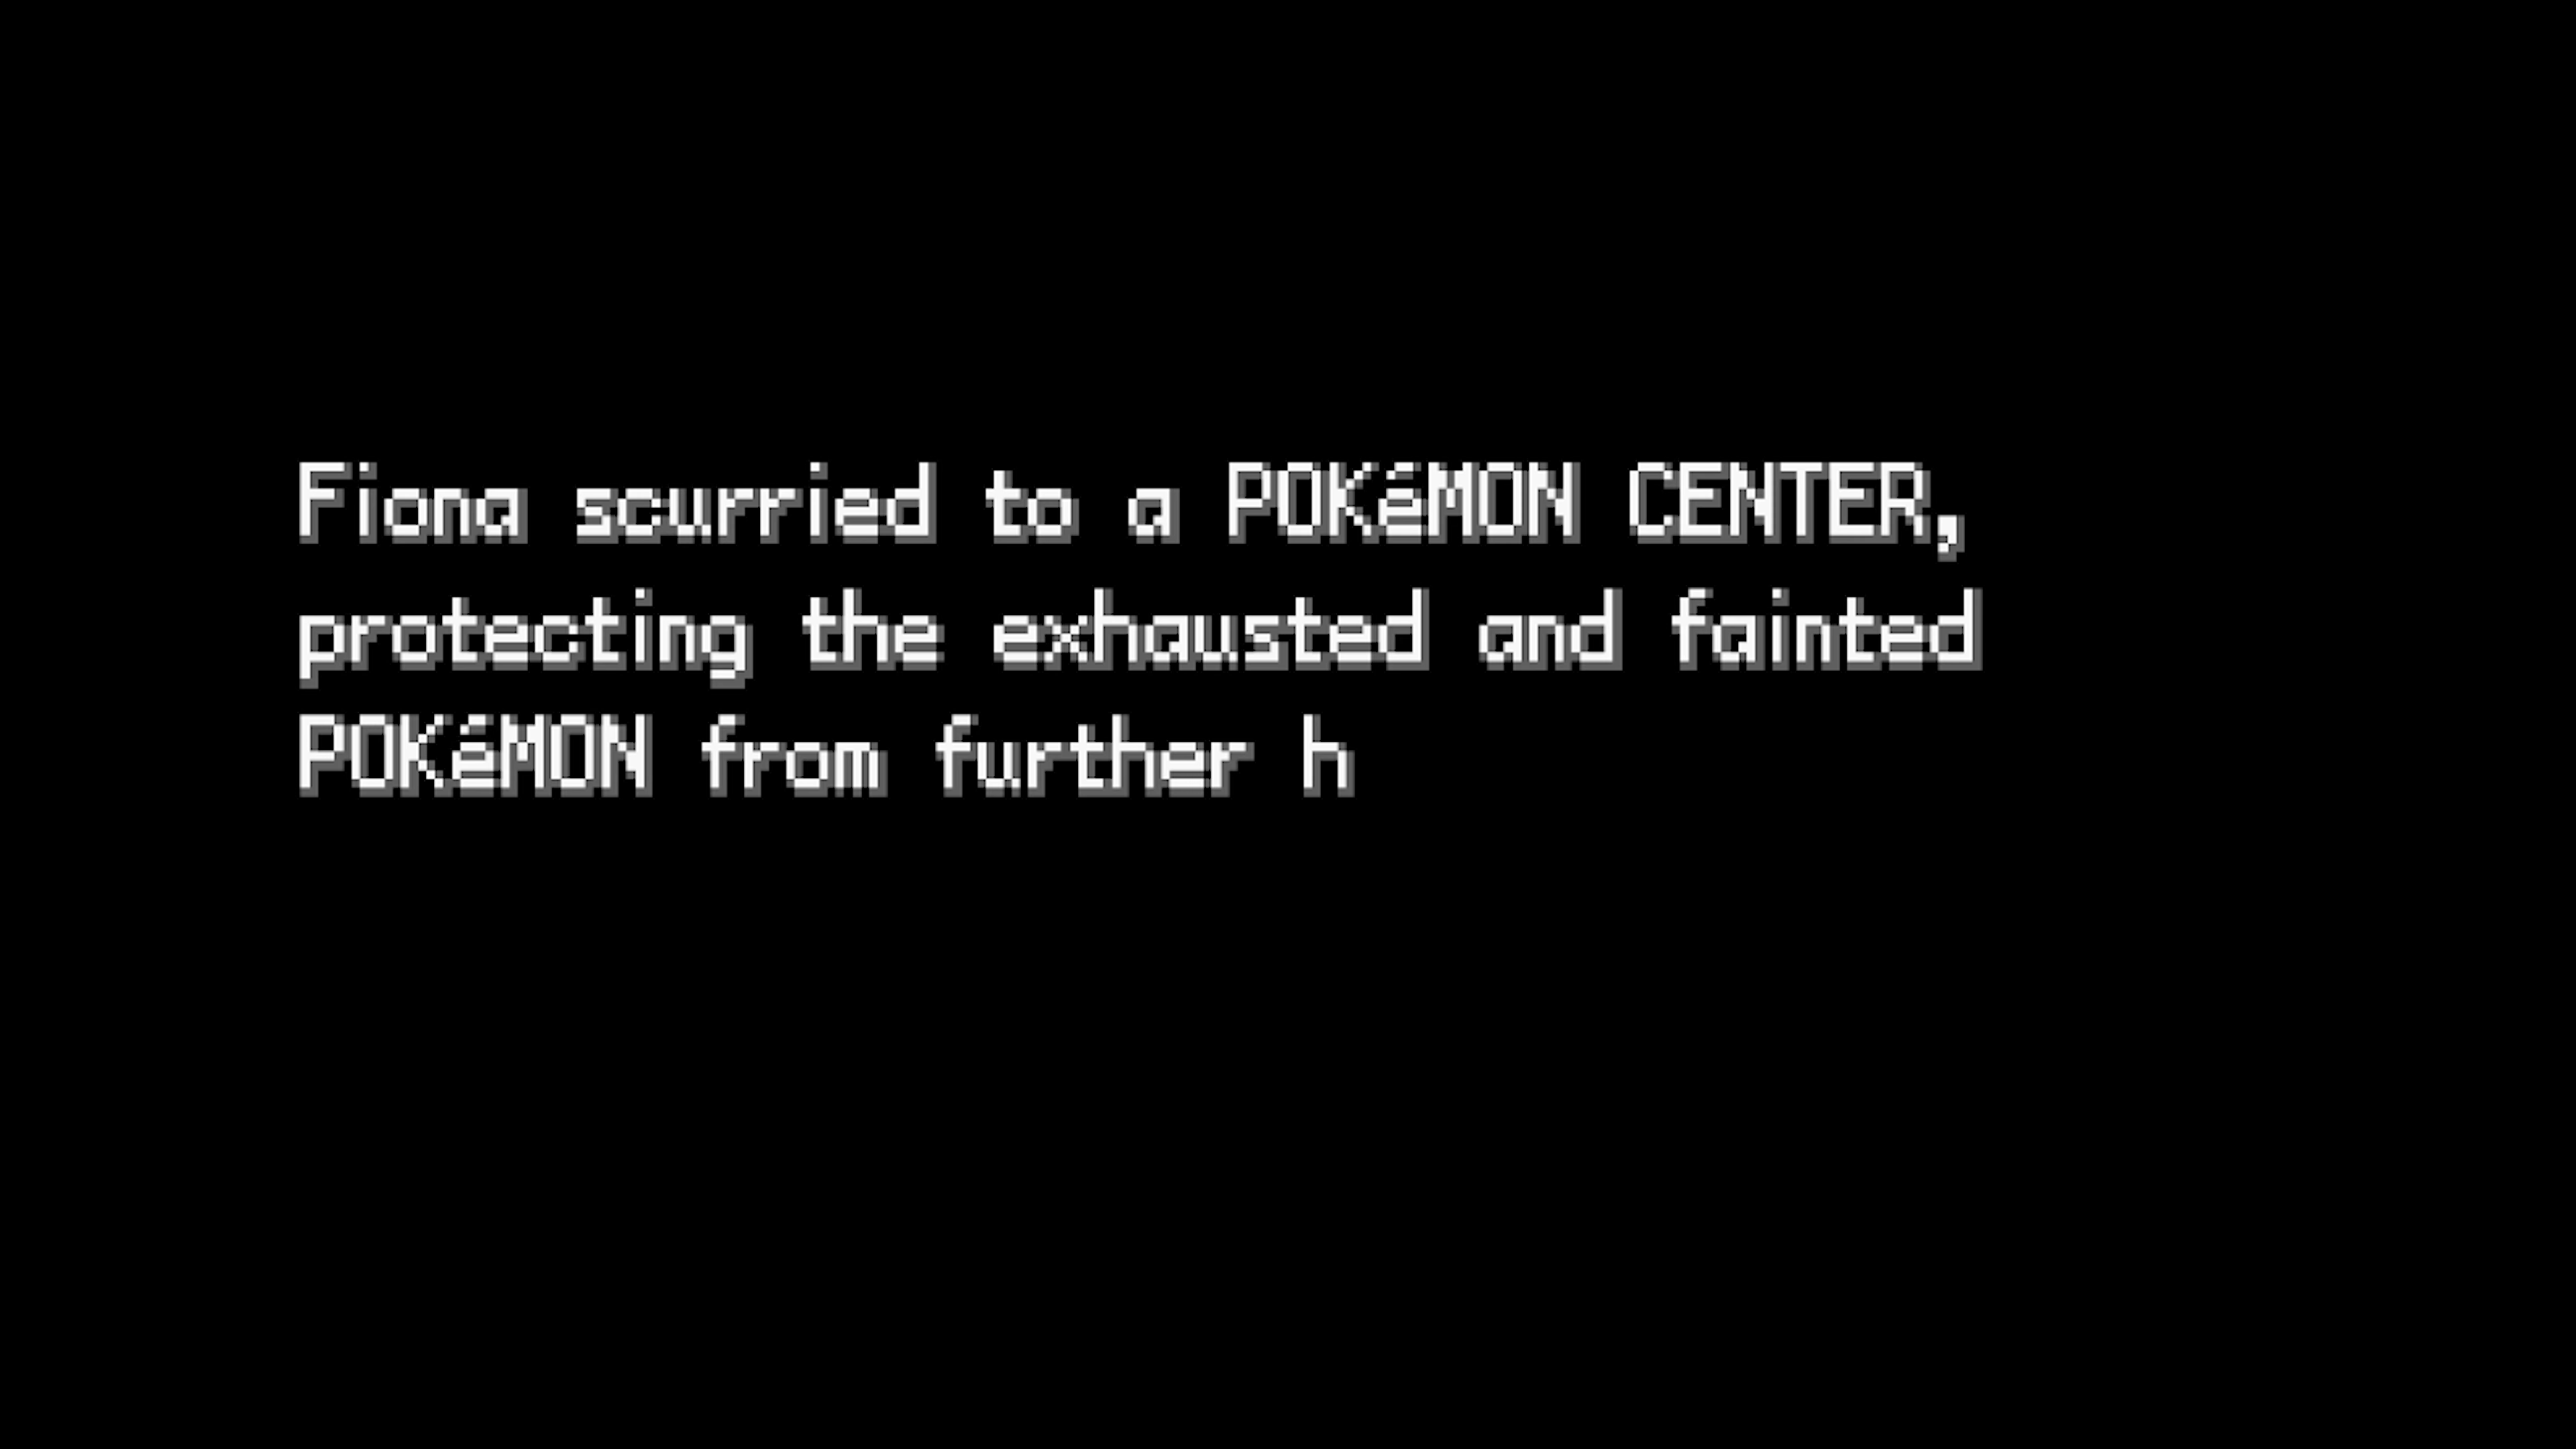 Fiona scurried to a POKéMON CENTER,
protecting the exhausted and fainted
POKéMON from further h